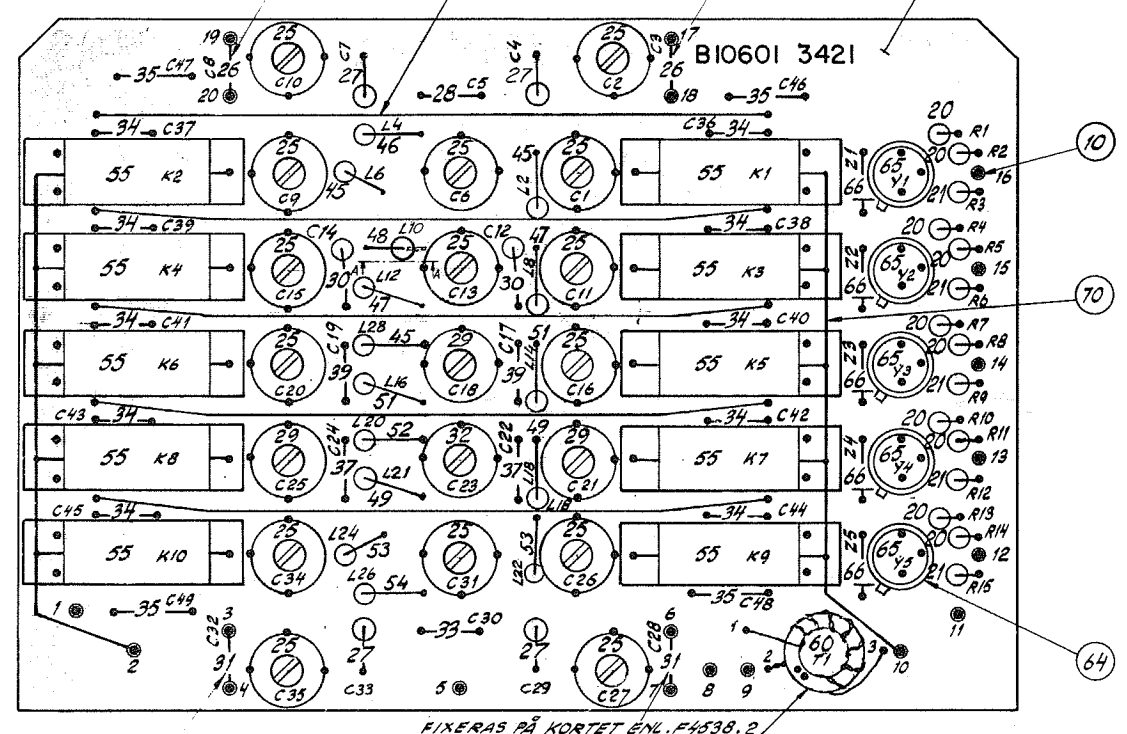 19 25 C7 C4 25 C3 17
C8 26 27 27 26 B10601 3421
35 C47 C10 28 C5 C2 35 C46
20 18
20
34 C37 L4 C36 34 R1
46
25 25 45 25 Z1 20 R2 10
55 K2 L6 L2 55 K1 65 16
45 Y1
C9 C6 C1 66 21 R3
34 C39 34 C38 20 R4
25 C14 48 L10 25 C12 47 25 Z2 20 R5
55 K4 L8 55 K3 65 15
30 A L12 A 30 Y2
C15 47 C13 C11 66 21 R6 70
34 C41 34 C40 20 R7
25 C19 L28 45 29 C17 51 25 Z3 20 R8
55 K6 L14 55 K5 65 14
39 L16 39 Y3
C20 51 C18 C16 66 21 R9
C43 34 34 C42 20 R10
29 C24 L20 52 32 C22 49 29 Z4 20 R11
55 K8 55 K7 65 13
37 L21 37 L18 Y4
C25 49 C23 L18 C21 66 21 R12
C45 34 34 C44 20 R13
25 25 53 25 Z5 20 R14
55 K10 L24 53 55 K9 65 12
Y5
C34 L26 54 C31 L22 C26 66 21 R15
1 35 C49 35 C48 11
3 6 1
C32 25 33 C30 C28 25 60 3
2 27 27 T1 10 64
31 31 2
4 C35 C33 5 C29 C27 7 8 9
FIXERAS PÅ KORTET ENL. F4538.2